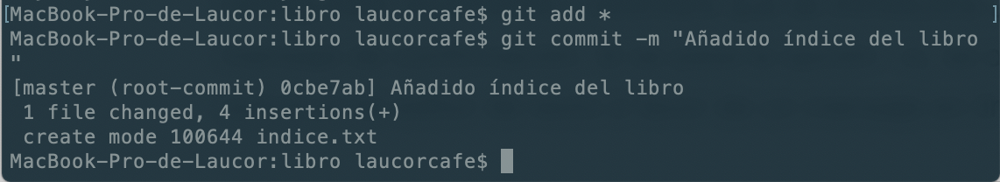 [MacBook-Pro-de-Laucor:libro laucorcafe$ git add * ]
MacBook-Pro-de-Laucor:libro laucorcafe$ git commit -m "Añadido índice del libro
"
[master (root-commit) 0cbe7ab] Añadido índice del libro
 1 file changed, 4 insertions(+)
 create mode 100644 indice.txt
MacBook-Pro-de-Laucor:libro laucorcafe$